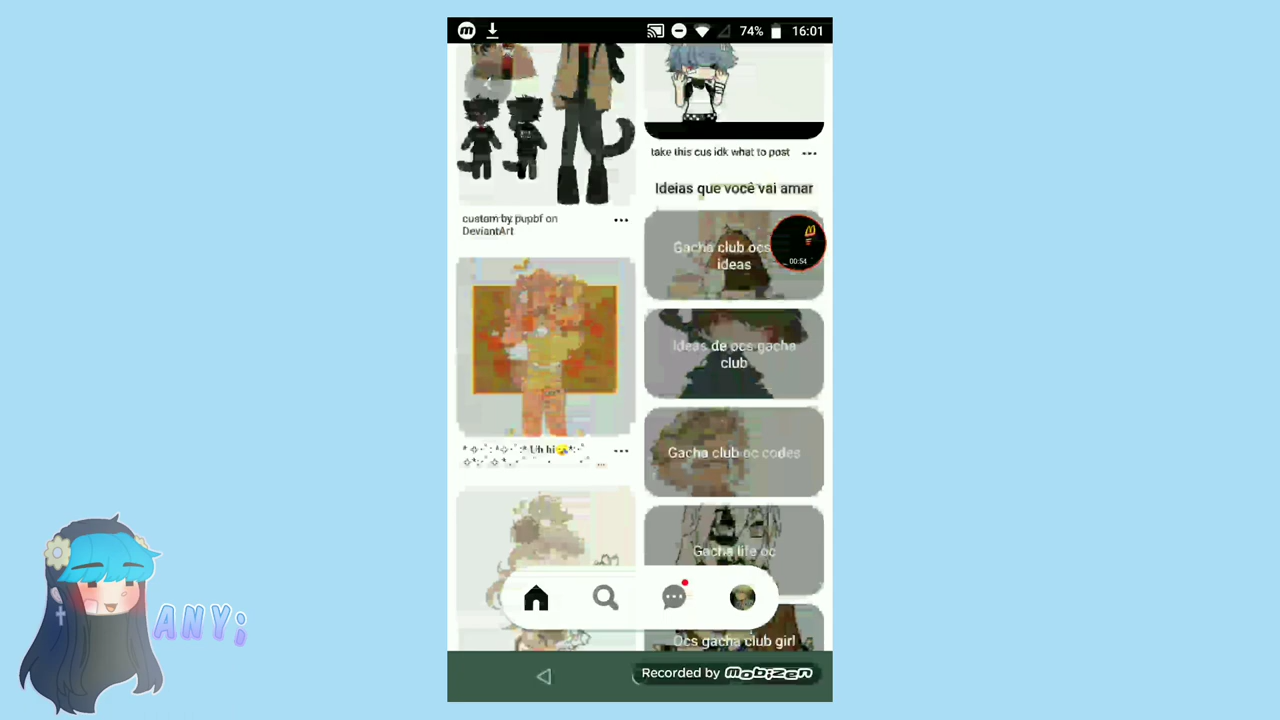 74% 16:01
take this cus idk what to post
Ideias que você vai amar
custom by pupbf on
DeviantArt
Gacha club ocs
ideas
00:54
Ideas de ocs gacha
club
Uh hi
Gacha club oc codes
Gacha life oc
Ocs gacha club girl
Recorded by Mobizen
ANY;